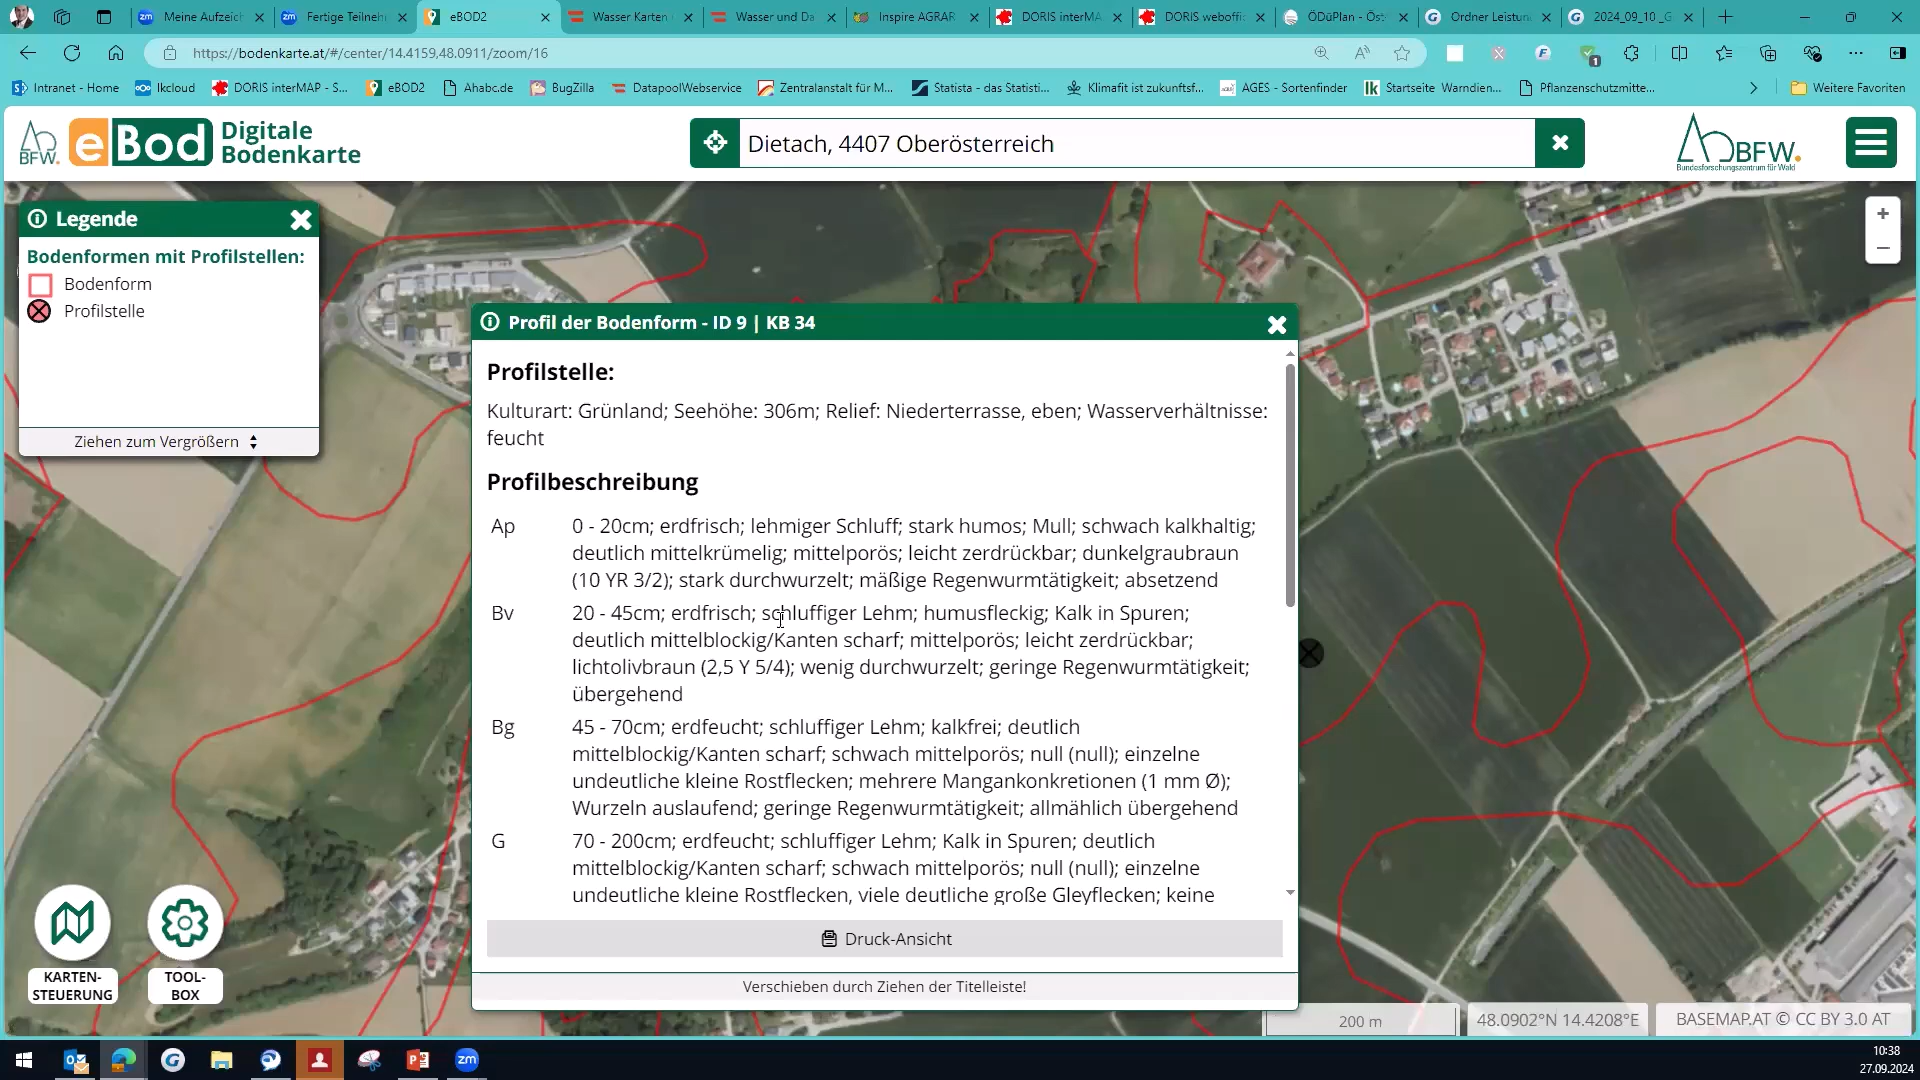 Meine Aufzeich
Fertige Teilneh
eBOD2
Wasser Karten
Wasser und Da
Inspire AGRAR
DORIS interMA
DORIS weboffi
ÖDüPlan - Öst
Ordner Leistun
2024_09_10 _G
https://bodenkarte.at/#/center/14.4159,48.0911/zoom/16
1
Intranet - Home
lkcloud
DORIS interMAP - S...
eBOD2
Ahabc.de
BugZilla
DatapoolWebservice
Zentralanstalt für M...
Statista - das Statisti...
Klimafit ist zukunftsf...
AGES - Sortenfinder
Startseite Warndien...
Pflanzenschutzmitte...
Weitere Favoriten
BFW.
eBod
Digitale
Bodenkarte
Dietach, 4407 Oberösterreich
BFW.
Bundesforschungszentrum für Wald
Legende
Bodenformen mit Profilstellen:
Bodenform
Profilstelle
Ziehen zum Vergrößern
+
−
Profil der Bodenform - ID 9 | KB 34
Profilstelle:
Kulturart: Grünland; Seehöhe: 306m; Relief: Niederterrasse, eben; Wasserverhältnisse:
feucht
Profilbeschreibung
Ap 0 - 20cm; erdfrisch; lehmiger Schluff; stark humos; Mull; schwach kalkhaltig;
deutlich mittelkrümelig; mittelporös; leicht zerdrückbar; dunkelgraubraun
(10 YR 3/2); stark durchwurzelt; mäßige Regenwurmtätigkeit; absetzend
Bv 20 - 45cm; erdfrisch; schluffiger Lehm; humusfleckig; Kalk in Spuren;
deutlich mittelblockig/Kanten scharf; mittelporös; leicht zerdrückbar;
lichtolivbraun (2,5 Y 5/4); wenig durchwurzelt; geringe Regenwurmtätigkeit;
übergehend
Bg 45 - 70cm; erdfeucht; schluffiger Lehm; kalkfrei; deutlich
mittelblockig/Kanten scharf; schwach mittelporös; null (null); einzelne
undeutliche kleine Rostflecken; mehrere Mangankonkretionen (1 mm Ø);
Wurzeln auslaufend; geringe Regenwurmtätigkeit; allmählich übergehend
G 70 - 200cm; erdfeucht; schluffiger Lehm; Kalk in Spuren; deutlich
mittelblockig/Kanten scharf; schwach mittelporös; null (null); einzelne
undeutliche kleine Rostflecken, viele deutliche große Gleyflecken; keine
Druck-Ansicht
Verschieben durch Ziehen der Titelleiste!
KARTEN-
STEUERUNG
TOOL-
BOX
200 m
48.0902°N 14.4208°E
BASEMAP.AT © CC BY 3.0 AT
10:38
27.09.2024